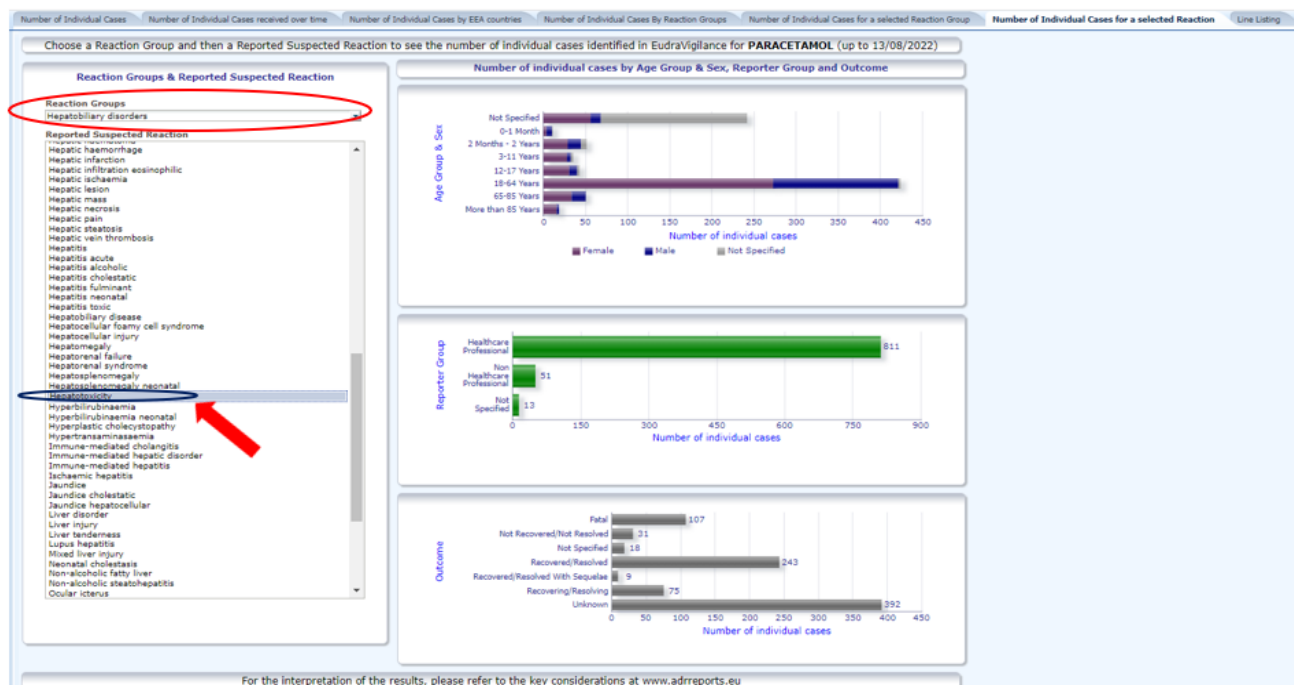 Number of Individual Cases
Number of Individual Cases received over time
Number of Individual Cases by EEA countries
Number of Individual Cases By Reaction Groups
Number of Individual Cases for a selected Reaction Group
Number of Individual Cases for a selected Reaction
Line Listing
Choose a Reaction Group and then a Reported Suspected Reaction to see the number of individual cases identified in EudraVigilance for PARACETAMOL (up to 13/08/2022)
Reaction Groups & Reported Suspected Reaction
Reaction Groups
Hepatobiliary disorders
Reported Suspected Reaction
Hepatic haemorrhage
Hepatic infarction
Hepatic infiltration eosinophilic
Hepatic ischaemia
Hepatic lesion
Hepatic mass
Hepatic necrosis
Hepatic pain
Hepatic steatosis
Hepatic vein thrombosis
Hepatitis
Hepatitis acute
Hepatitis alcoholic
Hepatitis cholestatic
Hepatitis fulminant
Hepatitis neonatal
Hepatitis toxic
Hepatobiliary disease
Hepatocellular foamy cell syndrome
Hepatocellular injury
Hepatomegaly
Hepatorenal failure
Hepatorenal syndrome
Hepatosplenomegaly
Hepatosplenomegaly neonatal
Hepatotoxicity
Hyperbilirubinaemia
Hyperbilirubinaemia neonatal
Hyperplastic cholecystopathy
Hypertransaminasaemia
Immune-mediated cholangitis
Immune-mediated hepatic disorder
Immune-mediated hepatitis
Ischaemic hepatitis
Jaundice
Jaundice cholestatic
Jaundice hepatocellular
Liver disorder
Liver injury
Liver tenderness
Lupus hepatitis
Mixed liver injury
Neonatal cholestasis
Non-alcoholic fatty liver
Non-alcoholic steatohepatitis
Ocular icterus
Number of individual cases by Age Group & Sex, Reporter Group and Outcome
Age Group & Sex
Not Specified
0-1 Month
2 Months - 2 Years
3-11 Years
12-17 Years
18-64 Years
65-85 Years
More than 85 Years
0 50 100 150 200 250 300 350 400 450
Number of individual cases
Female Male Not Specified
Reporter Group
Healthcare
Professional
811
Non
Healthcare
Professional
51
Not
Specified
13
0 150 300 450 600 750 900
Number of individual cases
Outcome
Fatal 107
Not Recovered/Not Resolved 31
Not Specified 18
Recovered/Resolved 243
Recovered/Resolved With Sequelae 9
Recovering/Resolving 75
Unknown 392
0 50 100 150 200 250 300 350 400 450
Number of individual cases
For the interpretation of the results, please refer to the key considerations at www.adrreports.eu